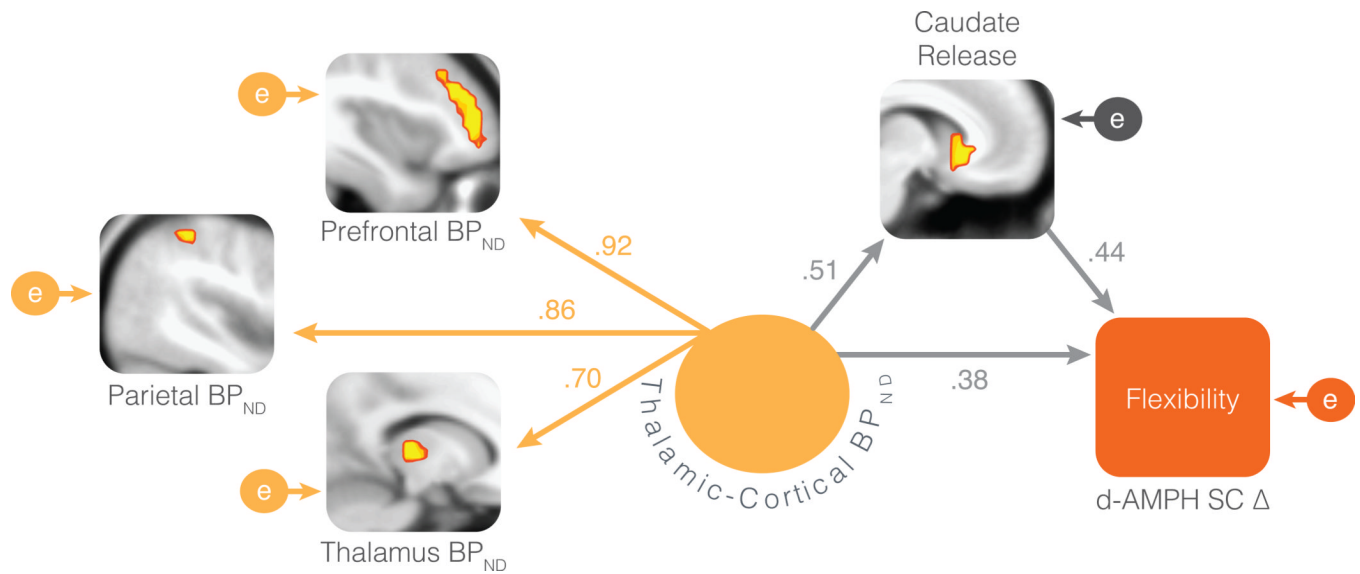 Caudate
Release
e
e
Prefrontal BPND
.92
.51
.44
e
.86
Parietal BPND
.70
.38
Thalamic-Cortical BPND
Flexibility
e
e
Thalamus BPND
d-AMPH SC Δ